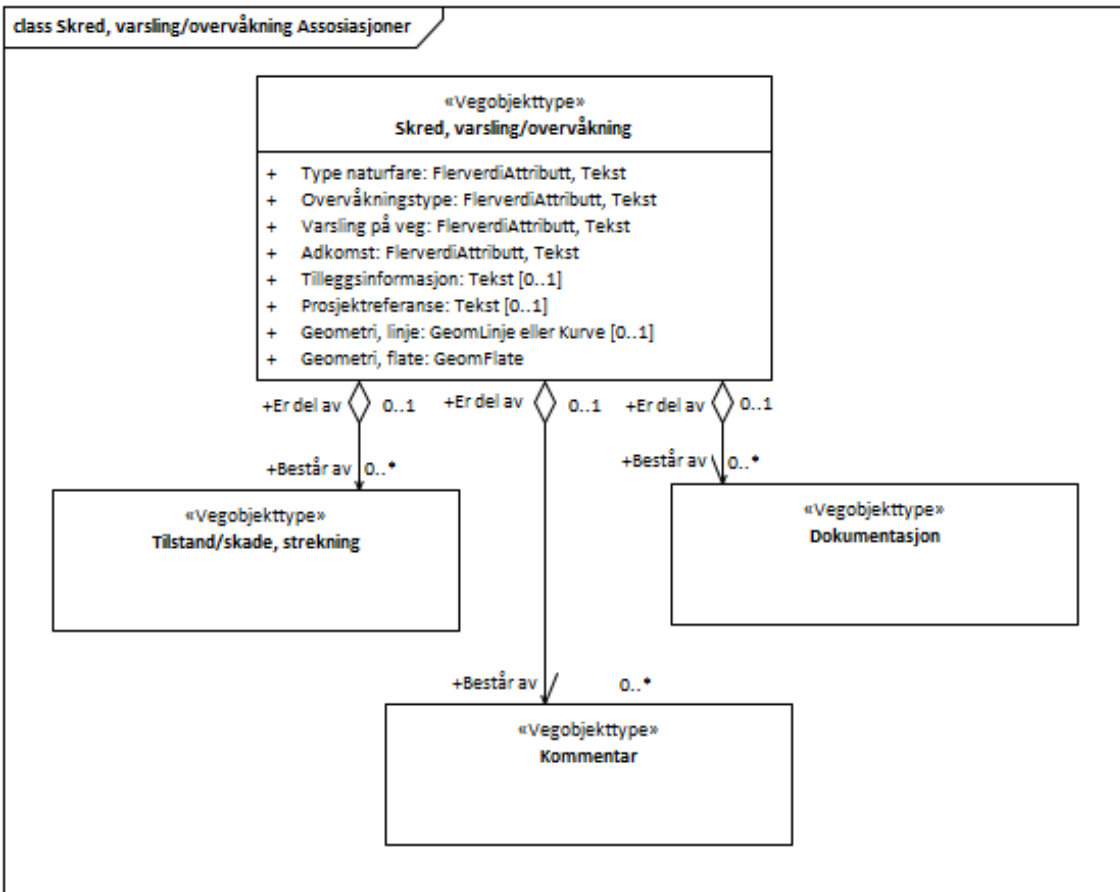 class Skred, varsling/overvåkning Assosiasjoner
«Vegobjekttype»
Skred, varsling/overvåkning
+ Type naturfare: FlerverdiAttributt, Tekst
+ Overvåkningstype: FlerverdiAttributt, Tekst
+ Varsling på veg: FlerverdiAttributt, Tekst
+ Adkomst: FlerverdiAttributt, Tekst
+ Tilleggsinformasjon: Tekst [0..1]
+ Prosjektreferanse: Tekst [0..1]
+ Geometri, linje: GeomLinje eller Kurve [0..1]
+ Geometri, flate: GeomFlate
+Er del av 0..1 +Er del av 0..1 +Er del av 0..1
+Består av 0..* +Består av 0..*
«Vegobjekttype»
Tilstand/skade, strekning
«Vegobjekttype»
Dokumentasjon
+Består av 0..*
«Vegobjekttype»
Kommentar